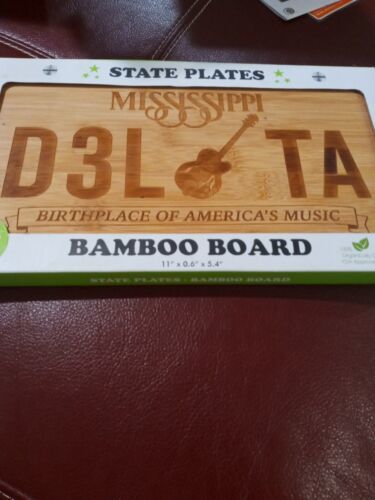 STATE PLATES
MISSISSIPPI
D3L TA
BIRTHPLACE OF AMERICA'S MUSIC
BAMBOO BOARD
11" x 0.6" x 5.4"
100%
STATE PLATES - BAMBOO BOARD